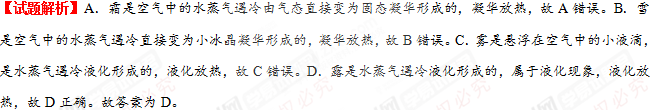 【试题解析】A．霜是空气中的水蒸气遇冷由气态直接变为固态凝华形成的，凝华放热，故 A 错误。B．雪
是空气中的水蒸气遇冷直接变为小冰晶凝华形成的，凝华放热，故 B 错误。C．雾是悬浮在空气中的小液滴，
是水蒸气遇冷液化形成的，液化放热，故 C 错误。D．露是水蒸气遇冷液化形成的，属于液化现象，液化放
热，故 D 正确。故答案为 D。